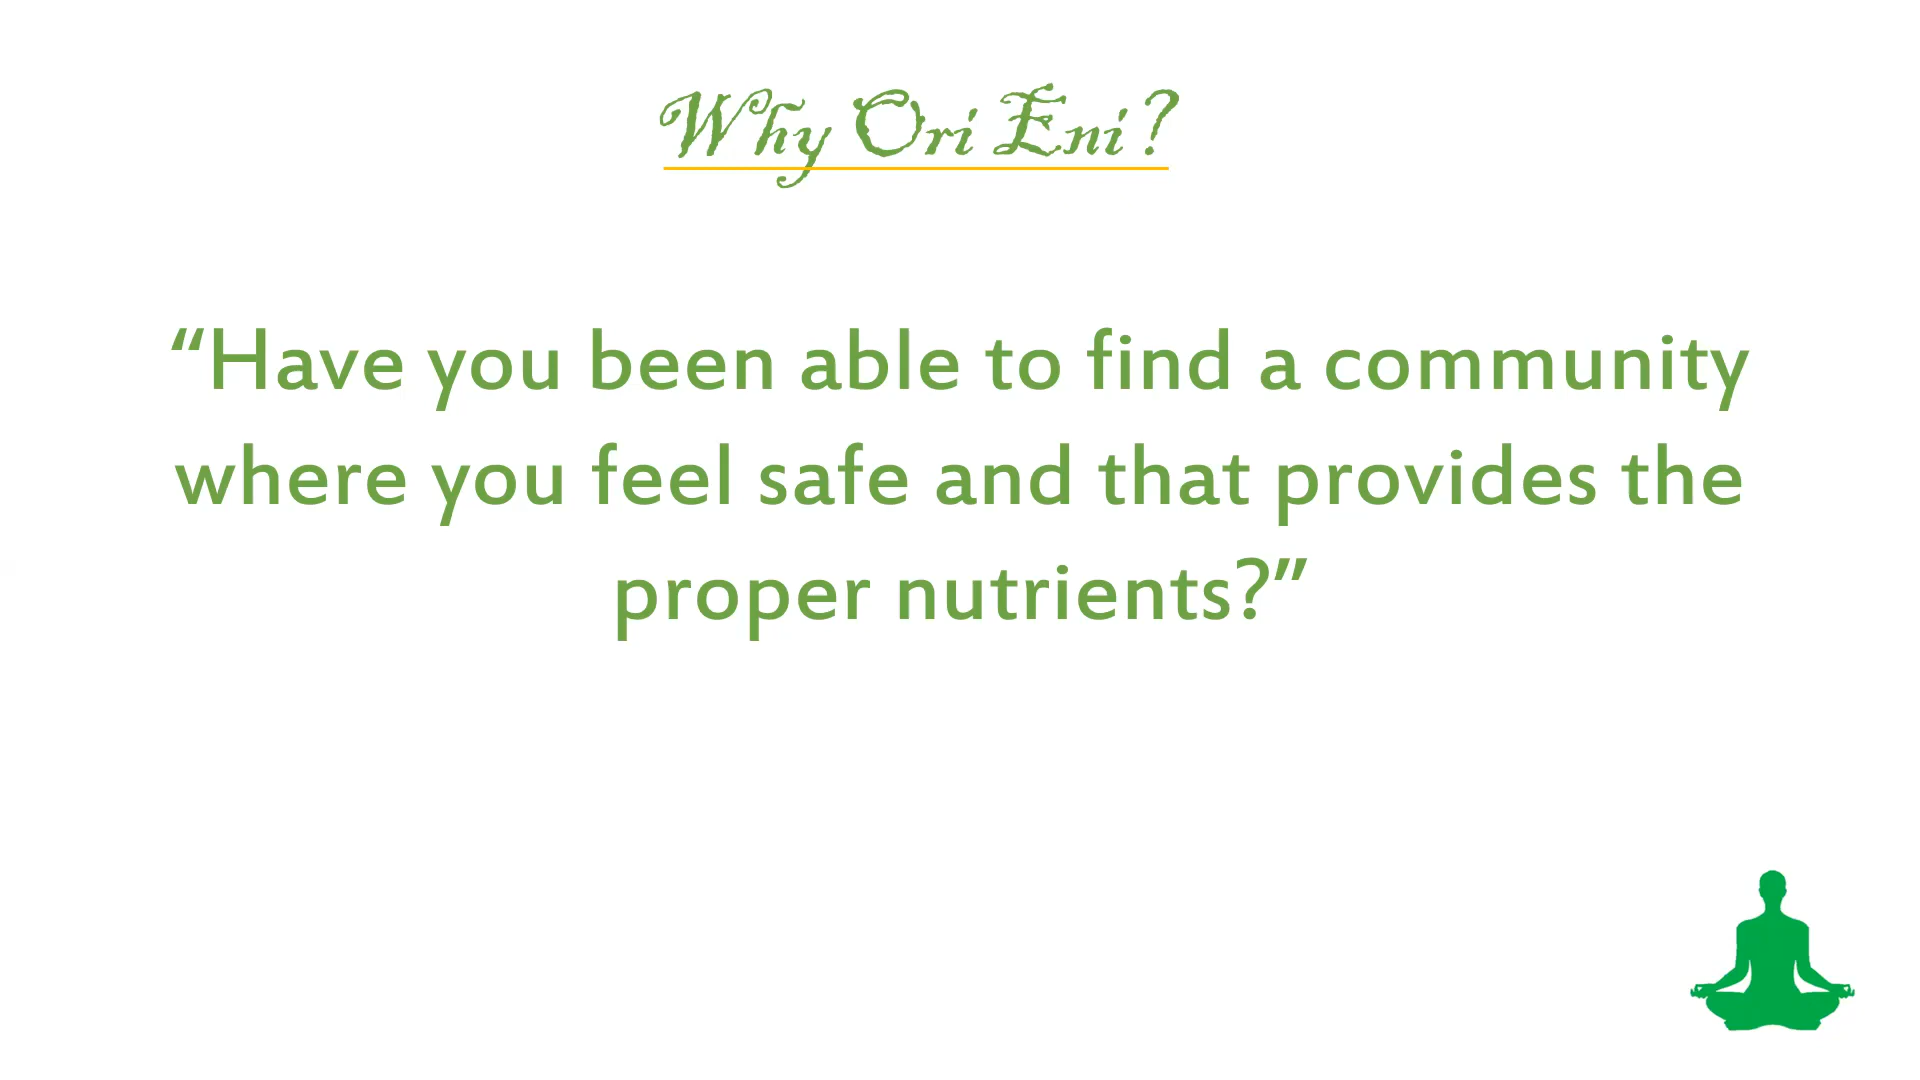 Why Ori Eni?
“Have you been able to find a community
where you feel safe and that provides the
proper nutrients?”